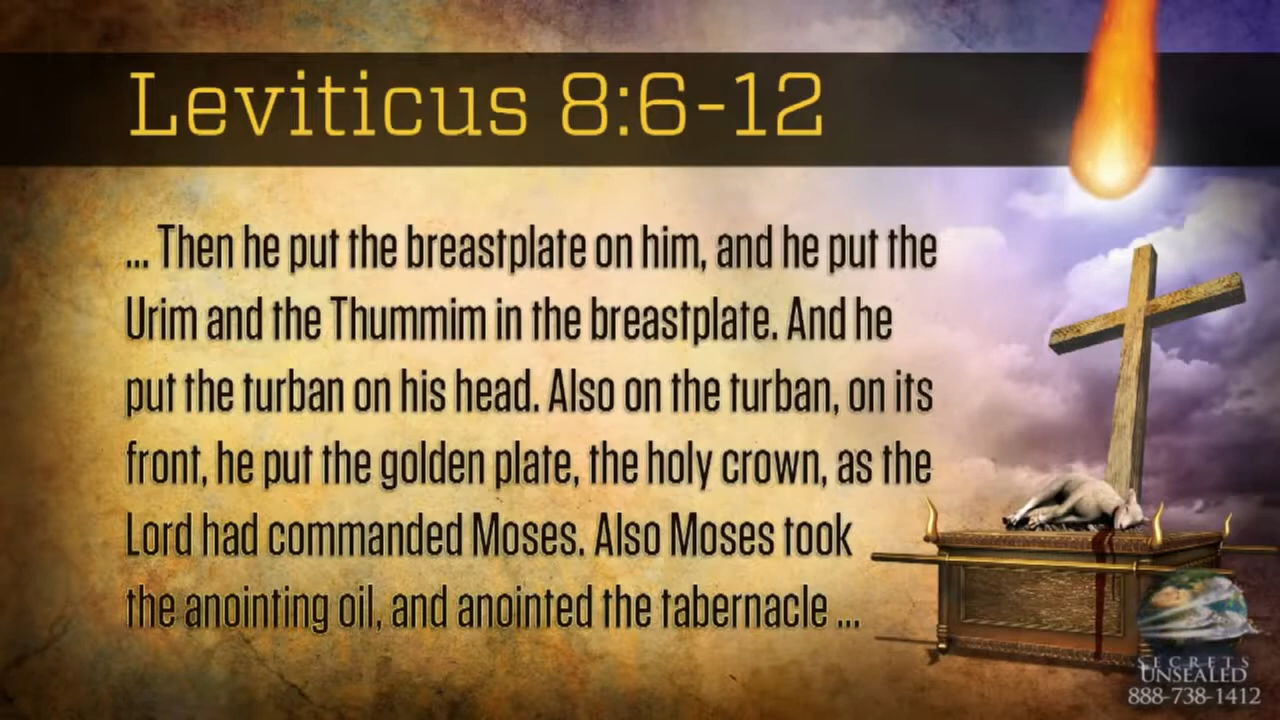 Leviticus 8:6-12
... Then he put the breastplate on him, and he put the
Urim and the Thummim in the breastplate. And he
put the turban on his head. Also on the turban, on its
front, he put the golden plate, the holy crown, as the
Lord had commanded Moses. Also Moses took
the anointing oil, and anointed the tabernacle ...
SECRETS
UNSEALED
888-738-1412